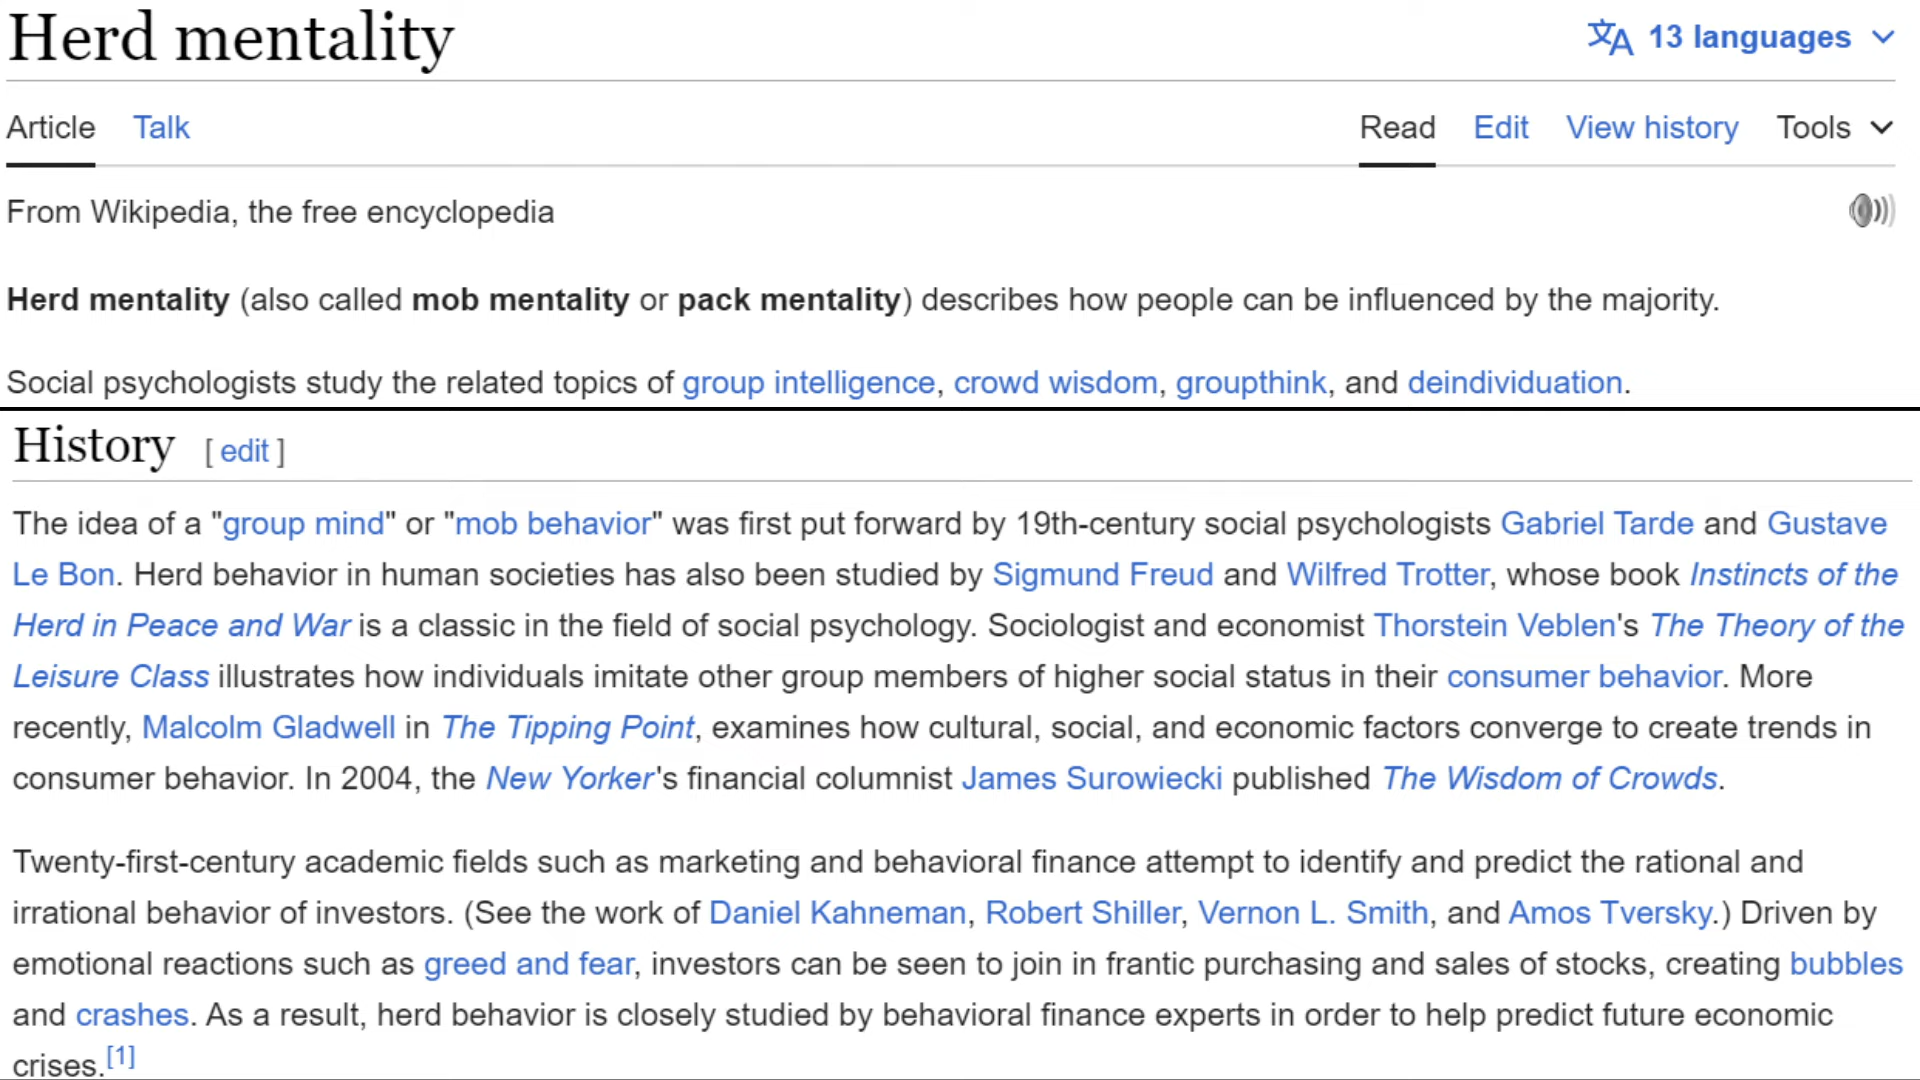 Herd mentality
13 languages
Article Talk Read Edit View history Tools
From Wikipedia, the free encyclopedia
Herd mentality (also called mob mentality or pack mentality) describes how people can be influenced by the majority.
Social psychologists study the related topics of group intelligence, crowd wisdom, groupthink, and deindividuation.
History [ edit ]
The idea of a "group mind" or "mob behavior" was first put forward by 19th-century social psychologists Gabriel Tarde and Gustave
Le Bon. Herd behavior in human societies has also been studied by Sigmund Freud and Wilfred Trotter, whose book Instincts of the
Herd in Peace and War is a classic in the field of social psychology. Sociologist and economist Thorstein Veblen's The Theory of the
Leisure Class illustrates how individuals imitate other group members of higher social status in their consumer behavior. More
recently, Malcolm Gladwell in The Tipping Point, examines how cultural, social, and economic factors converge to create trends in
consumer behavior. In 2004, the New Yorker's financial columnist James Surowiecki published The Wisdom of Crowds.
Twenty-first-century academic fields such as marketing and behavioral finance attempt to identify and predict the rational and
irrational behavior of investors. (See the work of Daniel Kahneman, Robert Shiller, Vernon L. Smith, and Amos Tversky.) Driven by
emotional reactions such as greed and fear, investors can be seen to join in frantic purchasing and sales of stocks, creating bubbles
and crashes. As a result, herd behavior is closely studied by behavioral finance experts in order to help predict future economic
crises.[1]